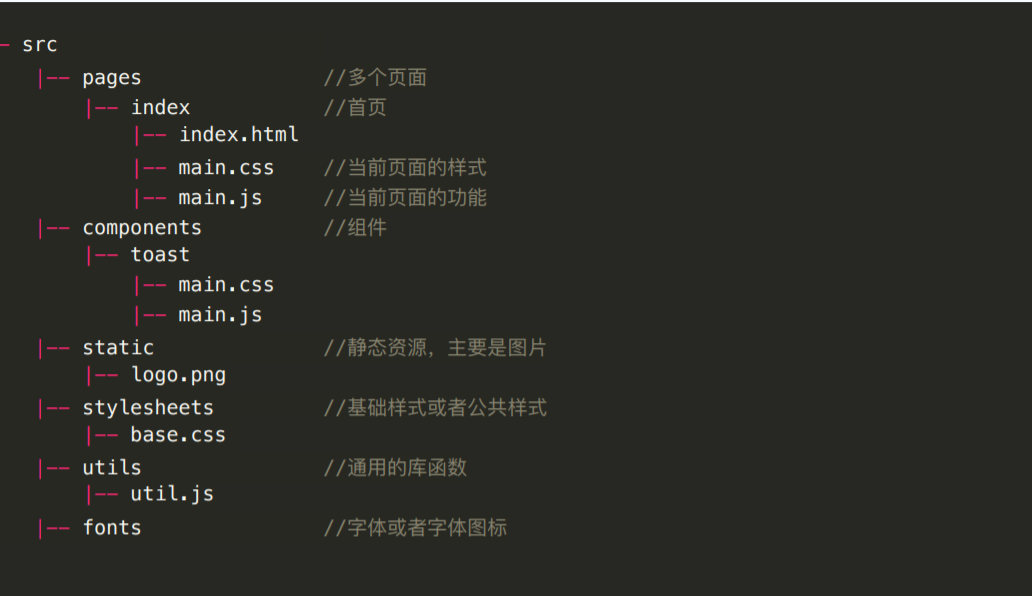 - src
|-- pages //多个页面
|-- index //首页
|-- index.html
|-- main.css //当前页面的样式
|-- main.js //当前页面的功能
|-- components //组件
|-- toast
|-- main.css
|-- main.js
|-- static //静态资源，主要是图片
|-- logo.png
|-- stylesheets //基础样式或者公共样式
|-- base.css
|-- utils //通用的库函数
|-- util.js
|-- fonts //字体或者字体图标